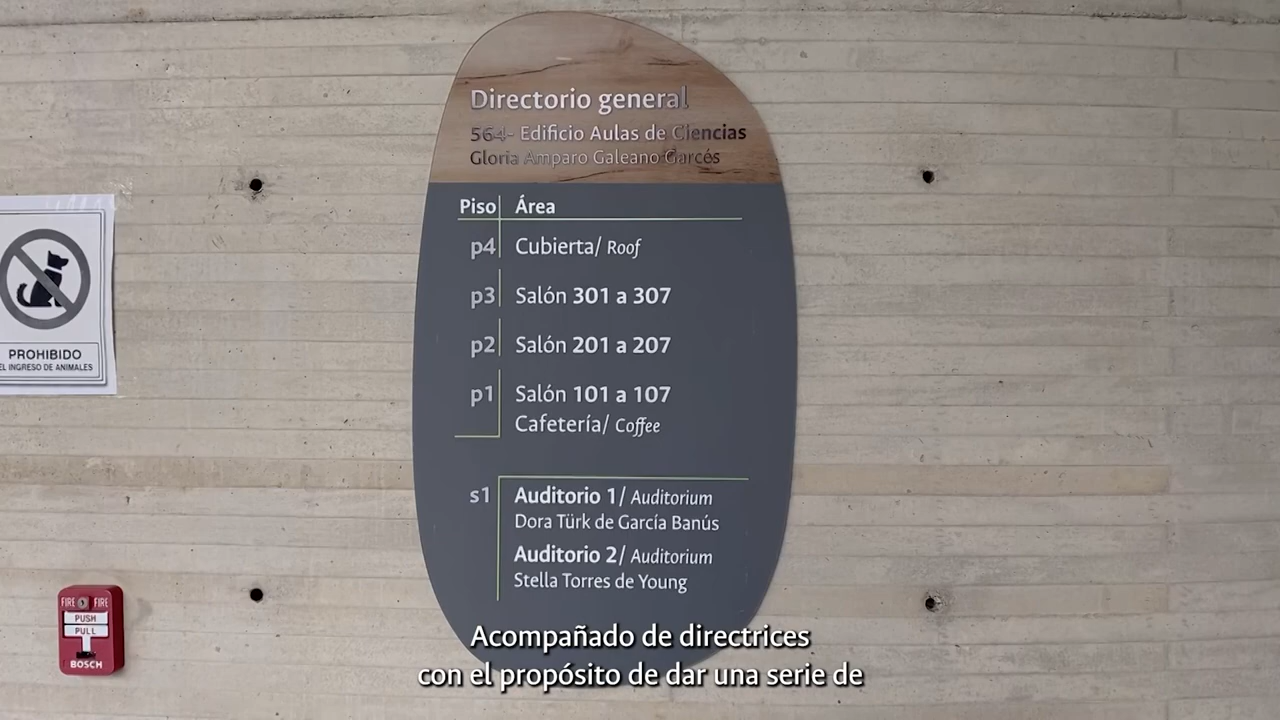 Directorio general
564- Edificio Aulas de Ciencias
Gloria Amparo Galeano Garcés
Piso Área
p4 Cubierta/ Roof
p3 Salón 301 a 307
p2 Salón 201 a 207
p1 Salón 101 a 107
Cafetería/ Coffee
s1 Auditorio 1/ Auditorium
Dora Türk de García Banús
Auditorio 2/ Auditorium
Stella Torres de Young
PROHIBIDO
EL INGRESO DE ANIMALES
FIRE FIRE
PUSH
PULL
BOSCH
Acompañado de directrices
con el propósito de dar una serie de